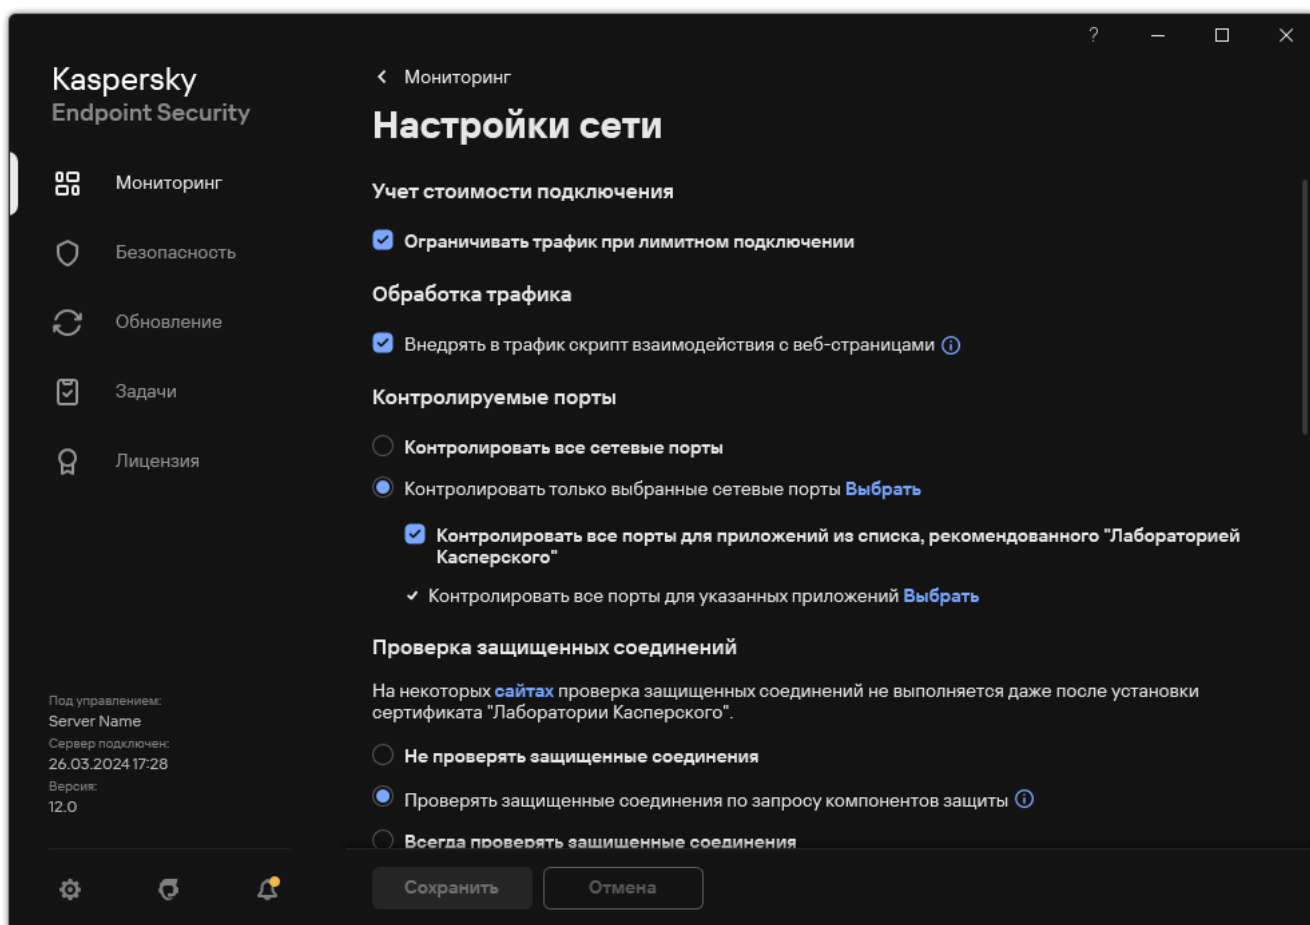 ?
Kaspersky
Endpoint Security
Мониторинг
Безопасность
Обновление
Задачи
Лицензия
Под управлением:
Server Name
Сервер подключен:
26.03.2024 17:28
Версия:
12.0
Мониторинг
Настройки сети
Учет стоимости подключения
Ограничивать трафик при лимитном подключении
Обработка трафика
Внедрять в трафик скрипт взаимодействия с веб-страницами
Контролируемые порты
Контролировать все сетевые порты
Контролировать только выбранные сетевые порты Выбрать
Контролировать все порты для приложений из списка, рекомендованного "Лабораторией
Касперского"
Контролировать все порты для указанных приложений Выбрать
Проверка защищенных соединений
На некоторых сайтах проверка защищенных соединений не выполняется даже после установки
сертификата "Лаборатории Касперского".
Не проверять защищенные соединения
Проверять защищенные соединения по запросу компонентов защиты
Всегда проверять защищенные соединения
Сохранить
Отмена